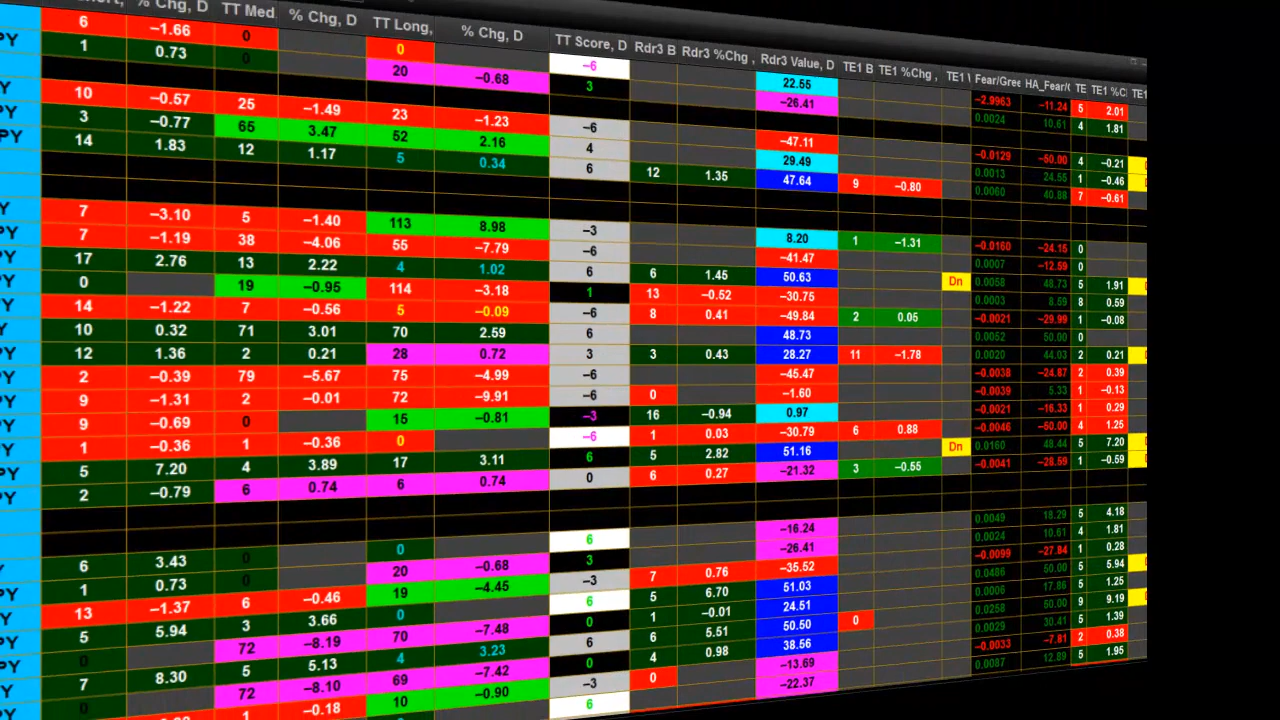 % Chg, D TT Med % Chg, D TT Long, % Chg, D TT Score, D Rdr3 B Rdr3 %Chg , Rdr3 Value, D TE1 B TE1 %Chg , TE1 Fear/Gree HA_Fear/ TE TE1 %C
6 −1.66 0 0 −6 22.55 −2.9963 −11.24 5 2.01
1 0.73 0 20 −0.68 3 −26.41 0.0024 10.61 4 1.81
10 −0.57 25 −1.49 23 −1.23 −6 −47.11 −0.0129 −50.00 4 −0.21
3 −0.77 65 3.47 52 2.16 4 29.49 0.0013 24.55 1 −0.46
14 1.83 12 1.17 5 0.34 6 12 1.35 47.64 9 −0.80 0.0060 40.88 7 −0.61
7 −3.10 5 −1.40 113 8.98 −3 8.20 1 −1.31 −0.0160 −24.15 0
7 −1.19 38 −4.06 55 −7.79 −6 −41.47 0.0007 −12.59 0
17 2.76 13 2.22 4 1.02 6 6 1.45 50.63 Dn 0.0058 48.73 5 1.91
0 19 −0.95 114 −3.18 1 13 −0.52 −30.75 0.0003 8.59 8 0.59
14 −1.22 7 −0.56 5 −0.09 −6 8 0.41 −49.84 2 0.05 −0.0021 −29.99 1 −0.08
10 0.32 71 3.01 70 2.59 6 48.73 0.0052 50.00 0
12 1.36 2 0.21 28 0.72 3 3 0.43 28.27 11 −1.78 0.0020 44.03 2 0.21
2 −0.39 79 −5.67 75 −4.99 −6 −45.47 −0.0038 −24.87 2 0.39
9 −1.31 2 −0.01 72 −9.91 −6 0 −1.60 −0.0039 5.33 1 −0.13
9 −0.69 0 15 −0.81 −3 16 −0.94 0.97 −0.0021 −16.33 1 0.29
1 −0.36 1 −0.36 0 −6 1 0.03 −30.79 6 0.88 −0.0046 −50.00 4 1.25
5 7.20 4 3.89 17 3.11 6 5 2.82 51.16 Dn 0.0160 48.44 5 7.20
2 −0.79 6 0.74 6 0.74 0 6 0.27 −21.32 3 −0.55 −0.0041 −28.59 1 −0.59
6 3.43 0 0 6 −16.24 0.0049 18.29 5 4.18
1 0.73 0 20 −0.68 3 −26.41 0.0024 10.61 4 1.81
13 −1.37 6 −0.46 19 −4.45 −3 7 0.76 −35.52 −0.0099 −27.84 1 0.28
5 5.94 3 3.66 0 6 5 6.70 51.03 0.0486 50.00 5 5.94
0 72 −8.19 70 −7.48 0 1 −0.01 24.51 0.0006 17.86 5 1.25
7 8.30 5 5.13 4 3.23 6 6 5.51 50.50 0 0.0258 50.00 9 9.19
0 72 −8.10 69 −7.42 0 4 0.98 38.56 0.0029 30.41 5 1.39
1 −0.18 10 −0.90 −3 0 −13.69 −0.0033 −7.81 2 0.38
6 −22.37 0.0087 12.89 5 1.95